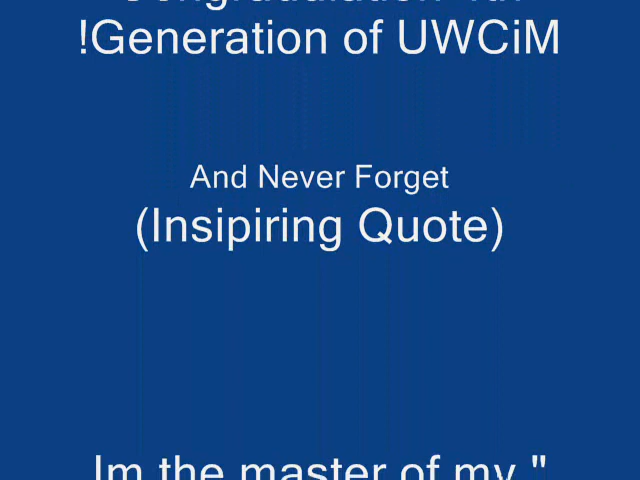 !Generation of UWCiM
And Never Forget
(Insipiring Quote)
Im the master of my "